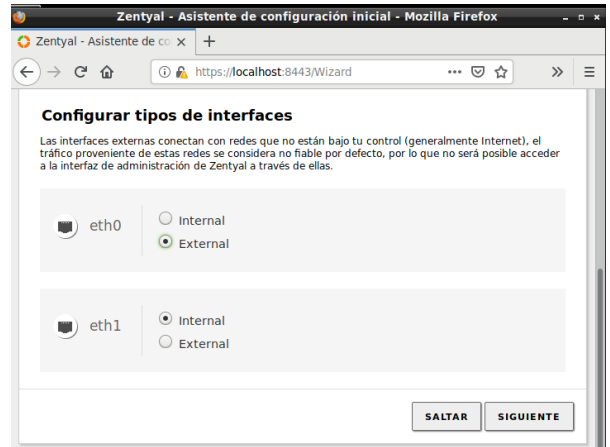 Zentyal - Asistente de configuración inicial - Mozilla Firefox
Zentyal - Asistente de co
https://localhost:8443/Wizard
Configurar tipos de interfaces
Las interfaces externas conectan con redes que no están bajo tu control (generalmente Internet), el
tráfico proveniente de estas redes se considera no fiable por defecto, por lo que no será posible acceder
a la interfaz de administración de Zentyal a través de ellas.
eth0
Internal
External
eth1
Internal
External
SALTAR
SIGUIENTE